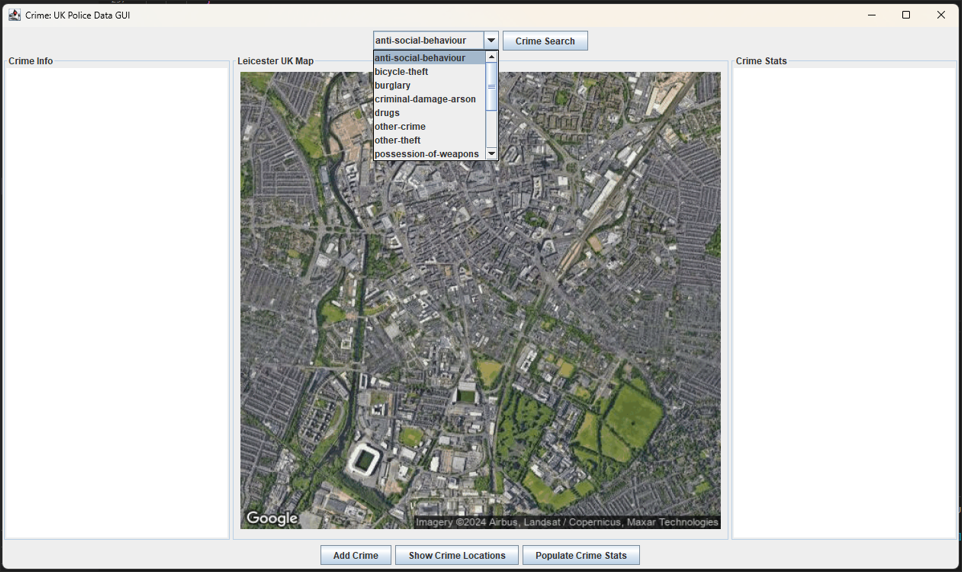 Crime: UK Police Data GUI
anti-social-behaviour
Crime Search
Crime Info
Leicester UK Map
Crime Stats
anti-social-behaviour
bicycle-theft
burglary
criminal-damage-arson
drugs
other-crime
other-theft
possession-of-weapons
Google
Imagery ©2024 Airbus, Landsat / Copernicus, Maxar Technologies
Add Crime
Show Crime Locations
Populate Crime Stats